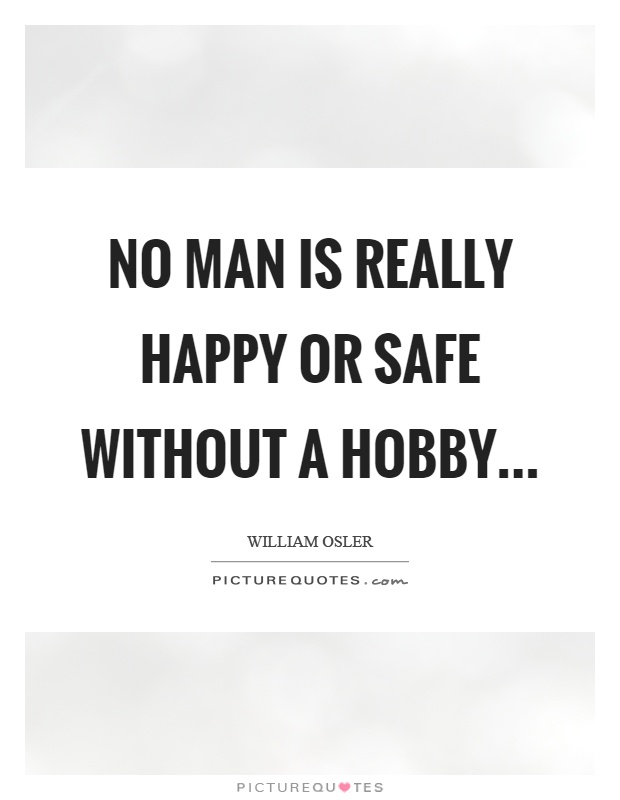 NO MAN IS REALLY
HAPPY OR SAFE
WITHOUT A HOBBY...
WILLIAM OSLER
PICTUREQUOTES.com
PICTUREQUOTES